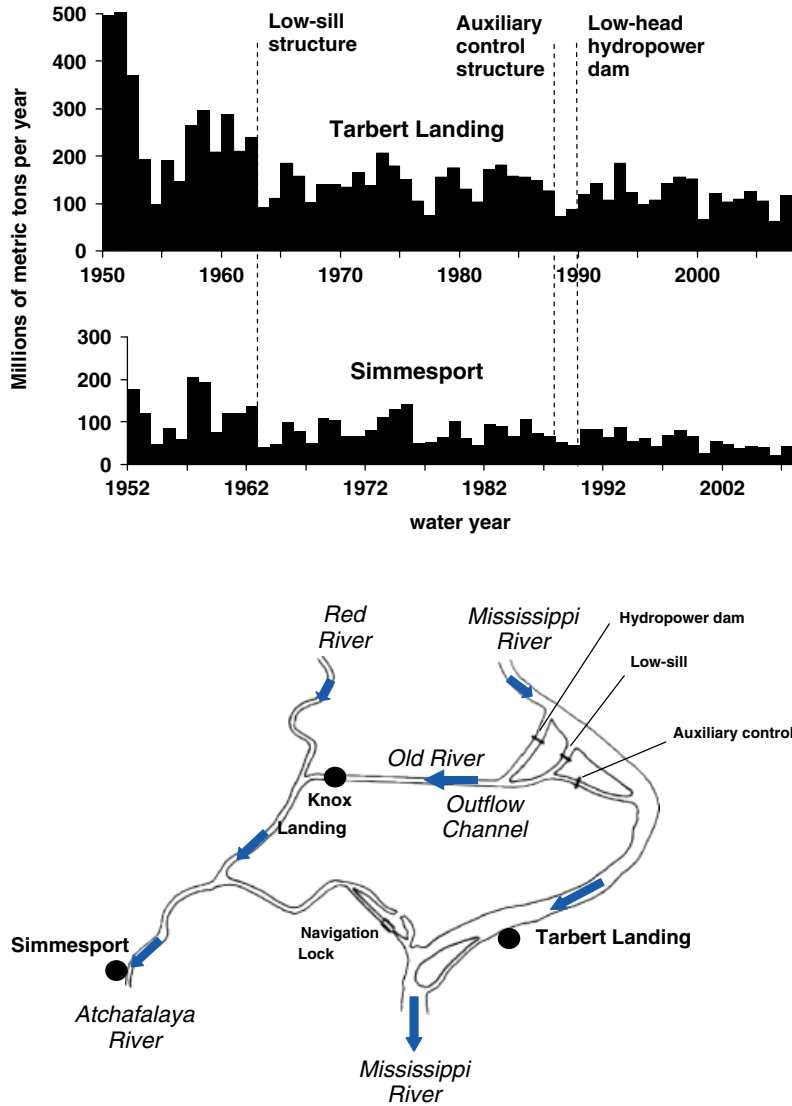 Millions of metric tons per year
Low-sill
structure
Auxiliary
control
structure
Low-head
hydropower
dam
500
400
300
200
100
0
Tarbert Landing
1950 1960 1970 1980 1990 2000
300
200
100
0
Simmesport
1952 1962 1972 1982 1992 2002
water year
Red
River
Mississippi
River
Hydropower dam
Low-sill
Auxiliary control
Old River
Knox
Landing
Outflow
Channel
Navigation
Lock
Tarbert Landing
Simmesport
Atchafalaya
River
Mississippi
River